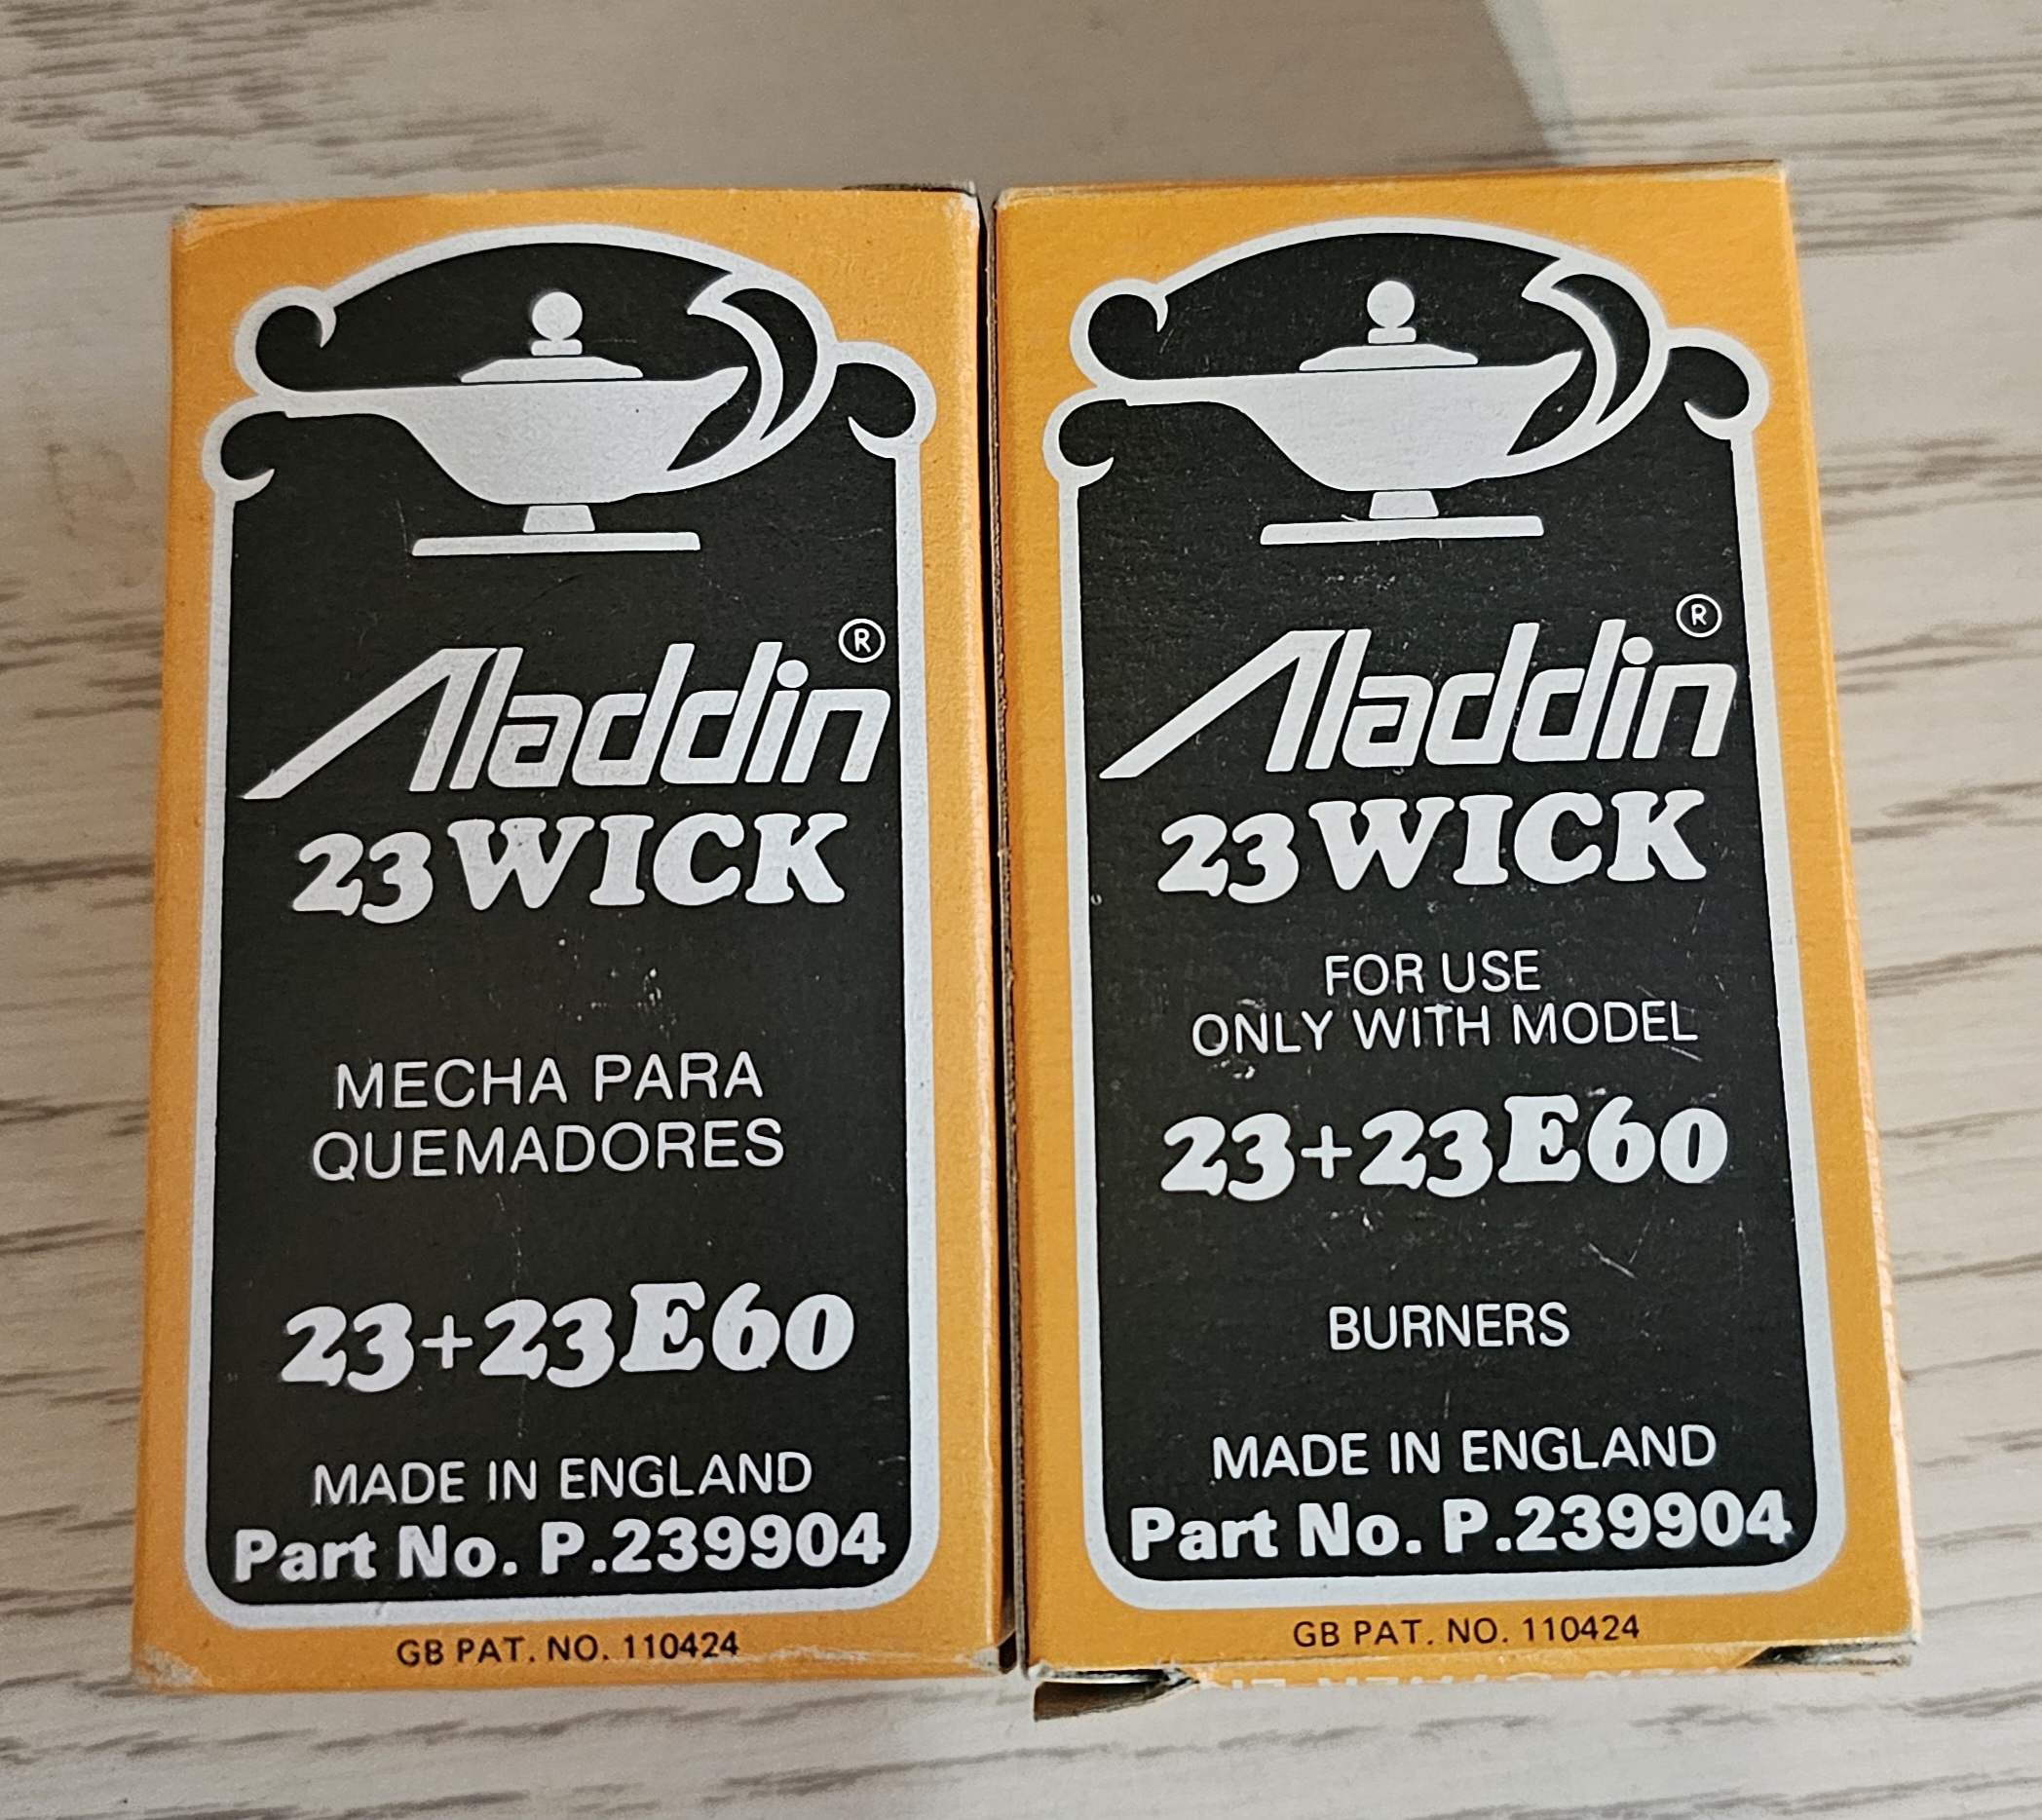 Aladdin®
23 WICK
MECHA PARA
QUEMADORES
23+23E60
MADE IN ENGLAND
Part No. P.239904
GB PAT. NO. 110424
Aladdin®
23 WICK
FOR USE
ONLY WITH MODEL
23+23E60
BURNERS
MADE IN ENGLAND
Part No. P.239904
GB PAT. NO. 110424